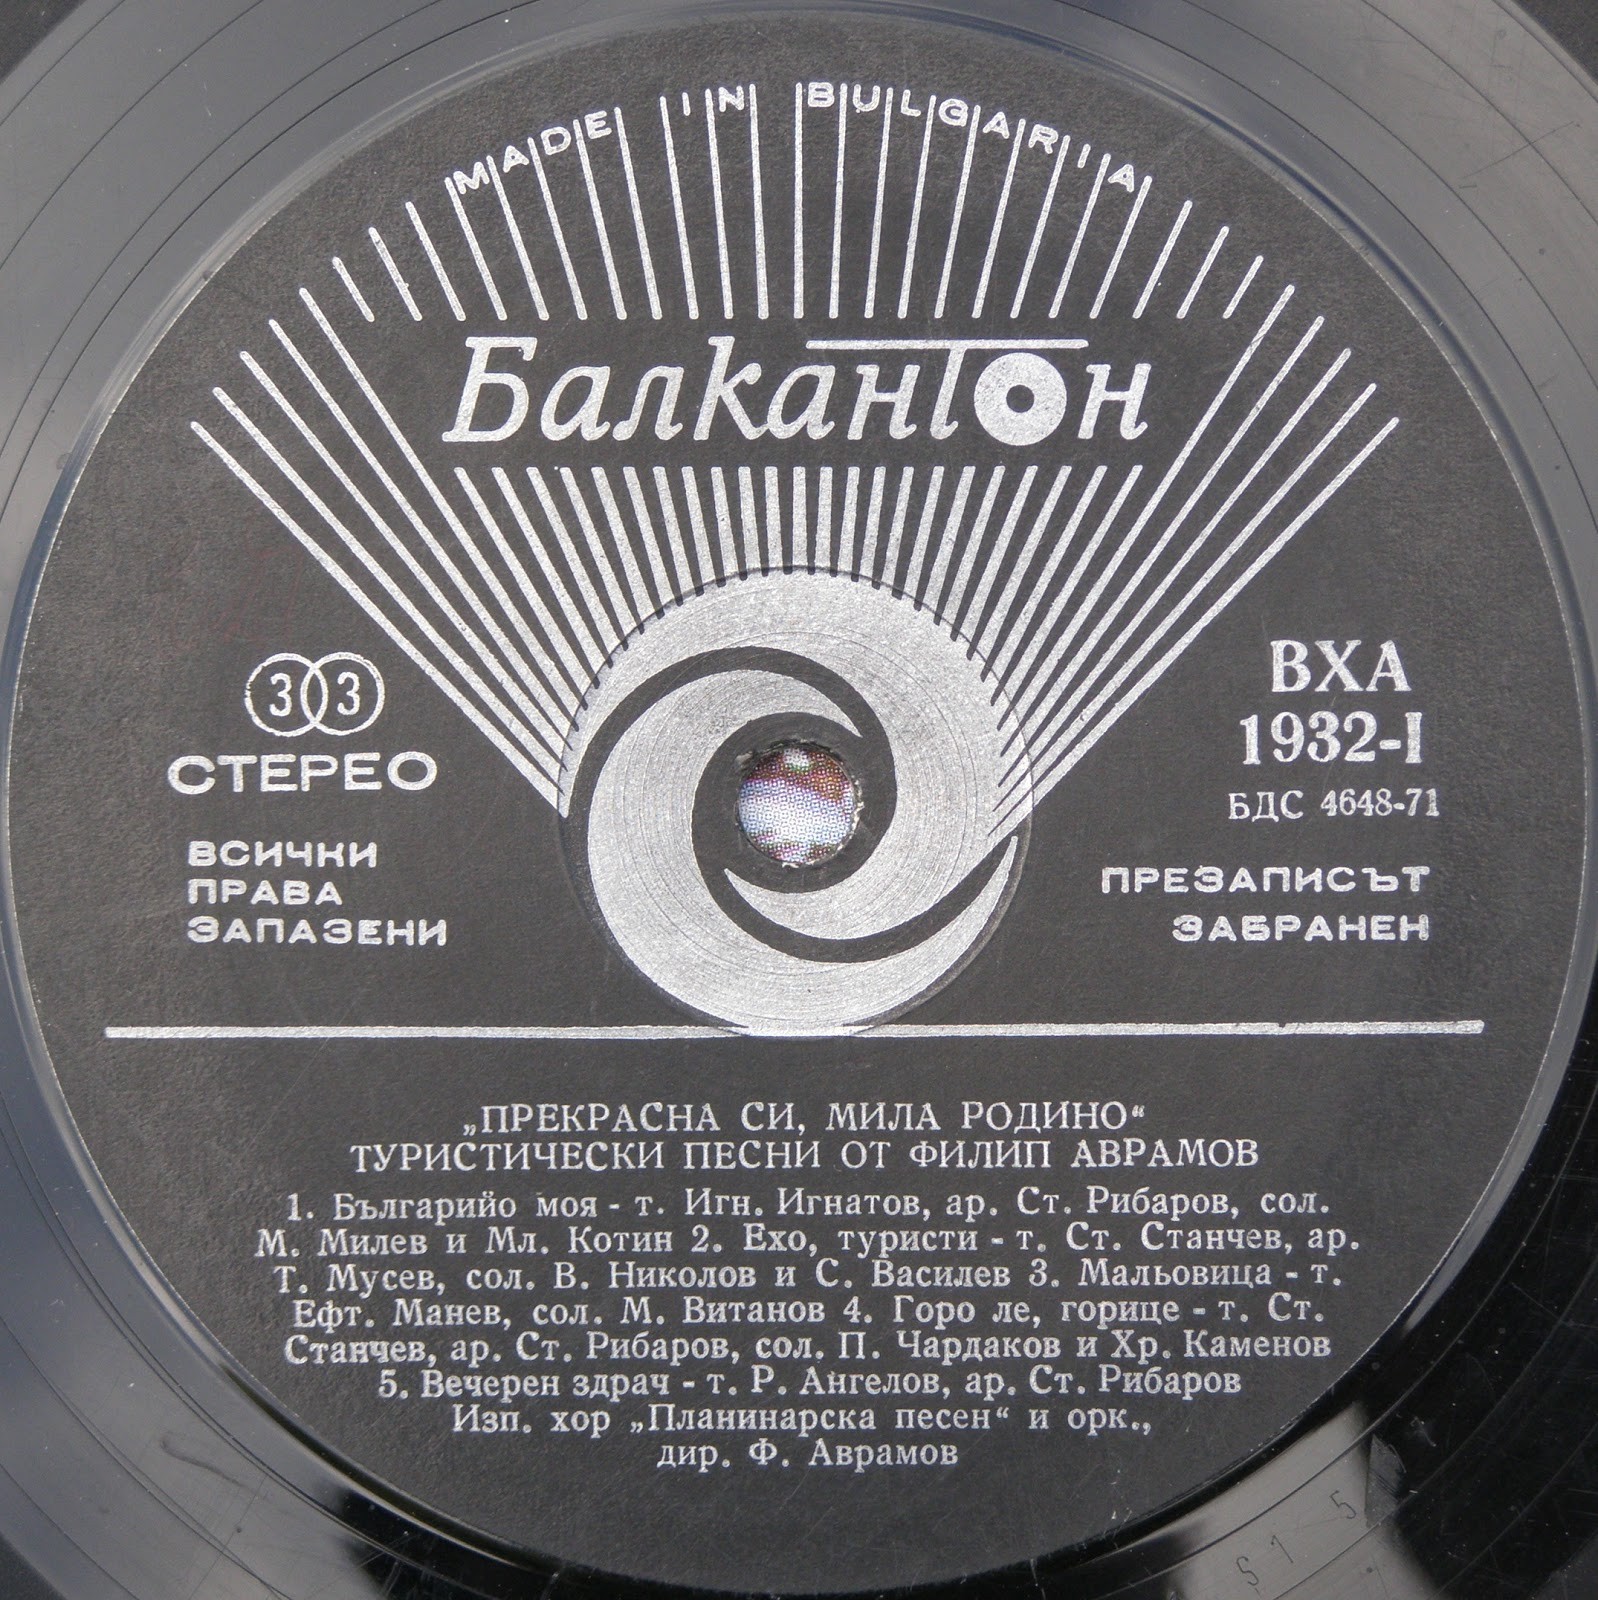 MADE IN BULGARIA
Балкантон
33
СТЕРЕО
ВСИЧКИ
ПРАВА
ЗАПАЗЕНИ
ВХА
1932-I
БДС 4648-71
ПРЕЗАПИСЪТ
ЗАБРАНЕН
„ПРЕКРАСНА СИ, МИЛА РОДИНО“
ТУРИСТИЧЕСКИ ПЕСНИ ОТ ФИЛИП АВРАМОВ
1. Българийо моя - т. Игн. Игнатов, ар. Ст. Рибаров, сол.
М. Милев и Мл. Котин 2. Ехо, туристи - т. Ст. Станчев, ар.
Т. Мусев, сол. В. Николов и С. Василев 3. Мальовица - т.
Ефт. Манев, сол. М. Витанов 4. Горо ле, горице - т. Ст.
Станчев, ар. Ст. Рибаров, сол. П. Чардаков и Хр. Каменов
5. Вечерен здрач - т. Р. Ангелов, ар. Ст. Рибаров
Изп. хор „Планинарска песен“ и орк.,
дир. Ф. Аврамов
S 1 5